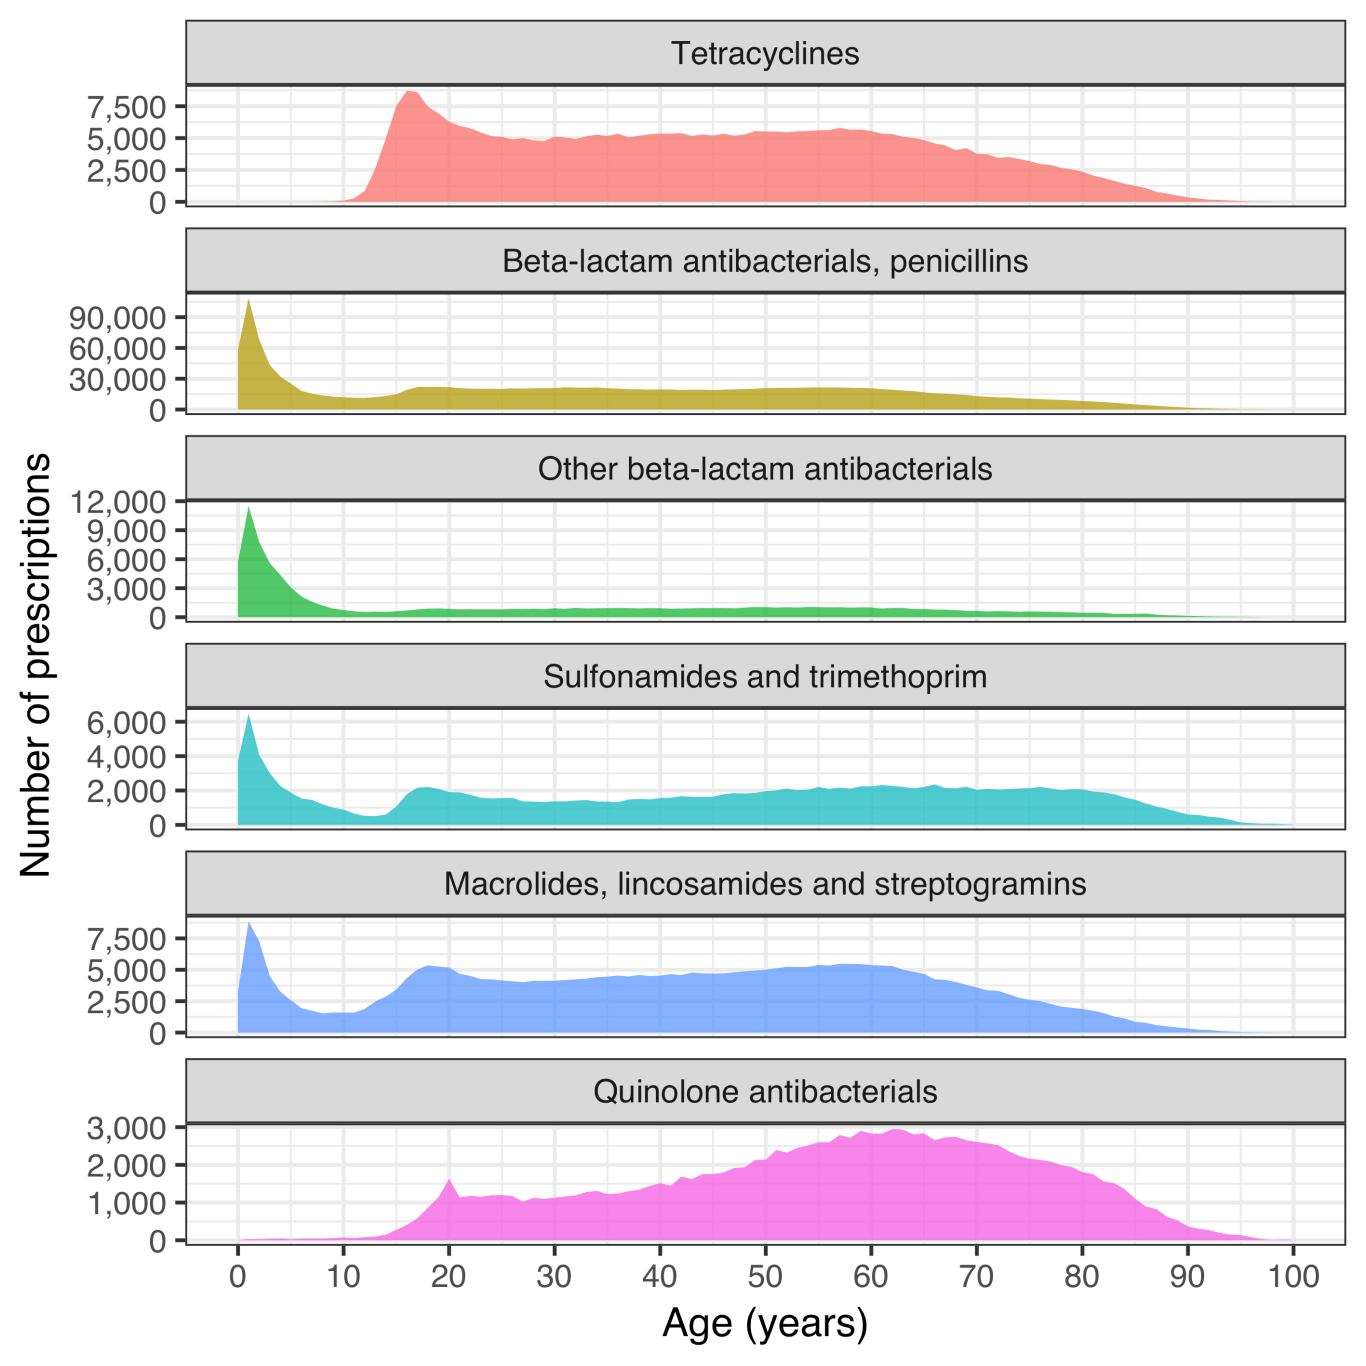 Tetracyclines
7,500
5,000
2,500
0
Beta-lactam antibacterials, penicillins
90,000
60,000
30,000
0
Other beta-lactam antibacterials
12,000
9,000
6,000
3,000
0
Sulfonamides and trimethoprim
6,000
4,000
2,000
0
Macrolides, lincosamides and streptogramins
7,500
5,000
2,500
0
Quinolone antibacterials
3,000
2,000
1,000
0
0 10 20 30 40 50 60 70 80 90 100
Age (years)
Number of prescriptions